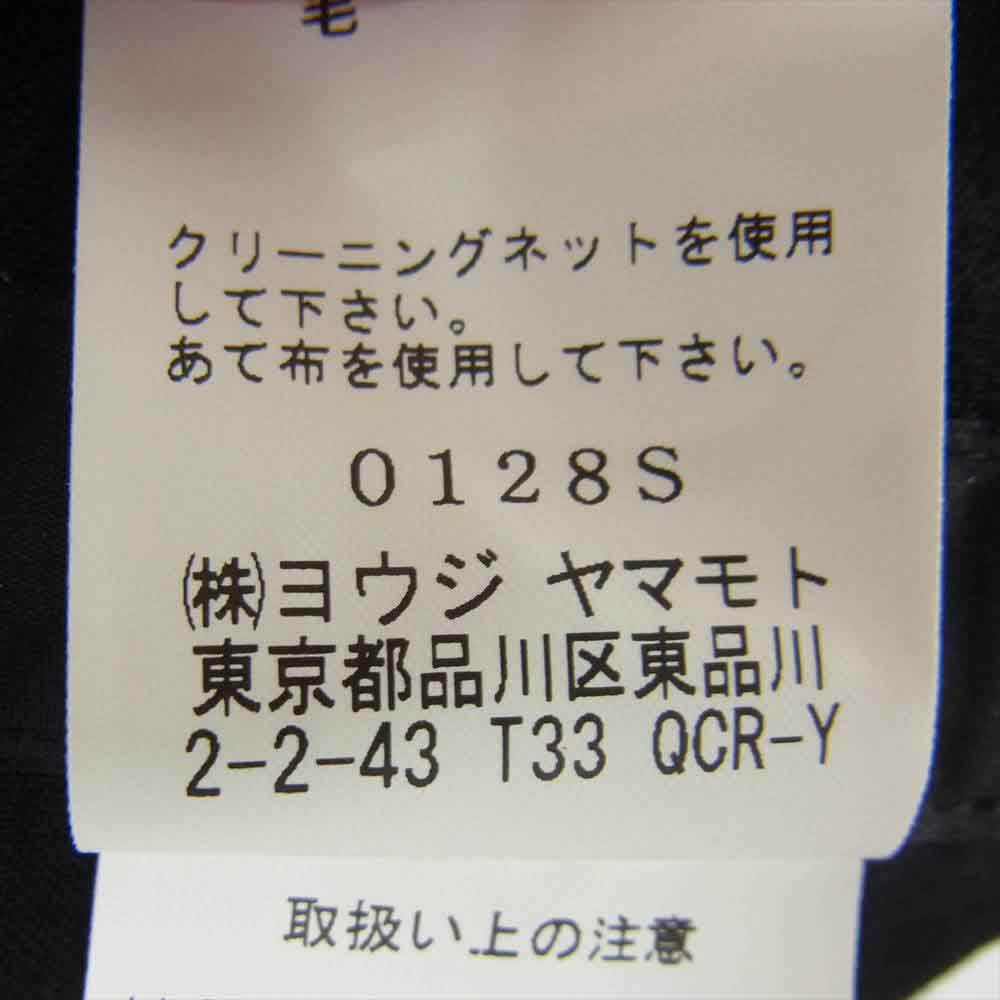 毛
クリーニングネットを使用
して下さい。
あて布を使用して下さい。
0128S
(株)ヨウジ ヤマモト
東京都品川区東品川
2-2-43 T33 QCR-Y
取扱い上の注意